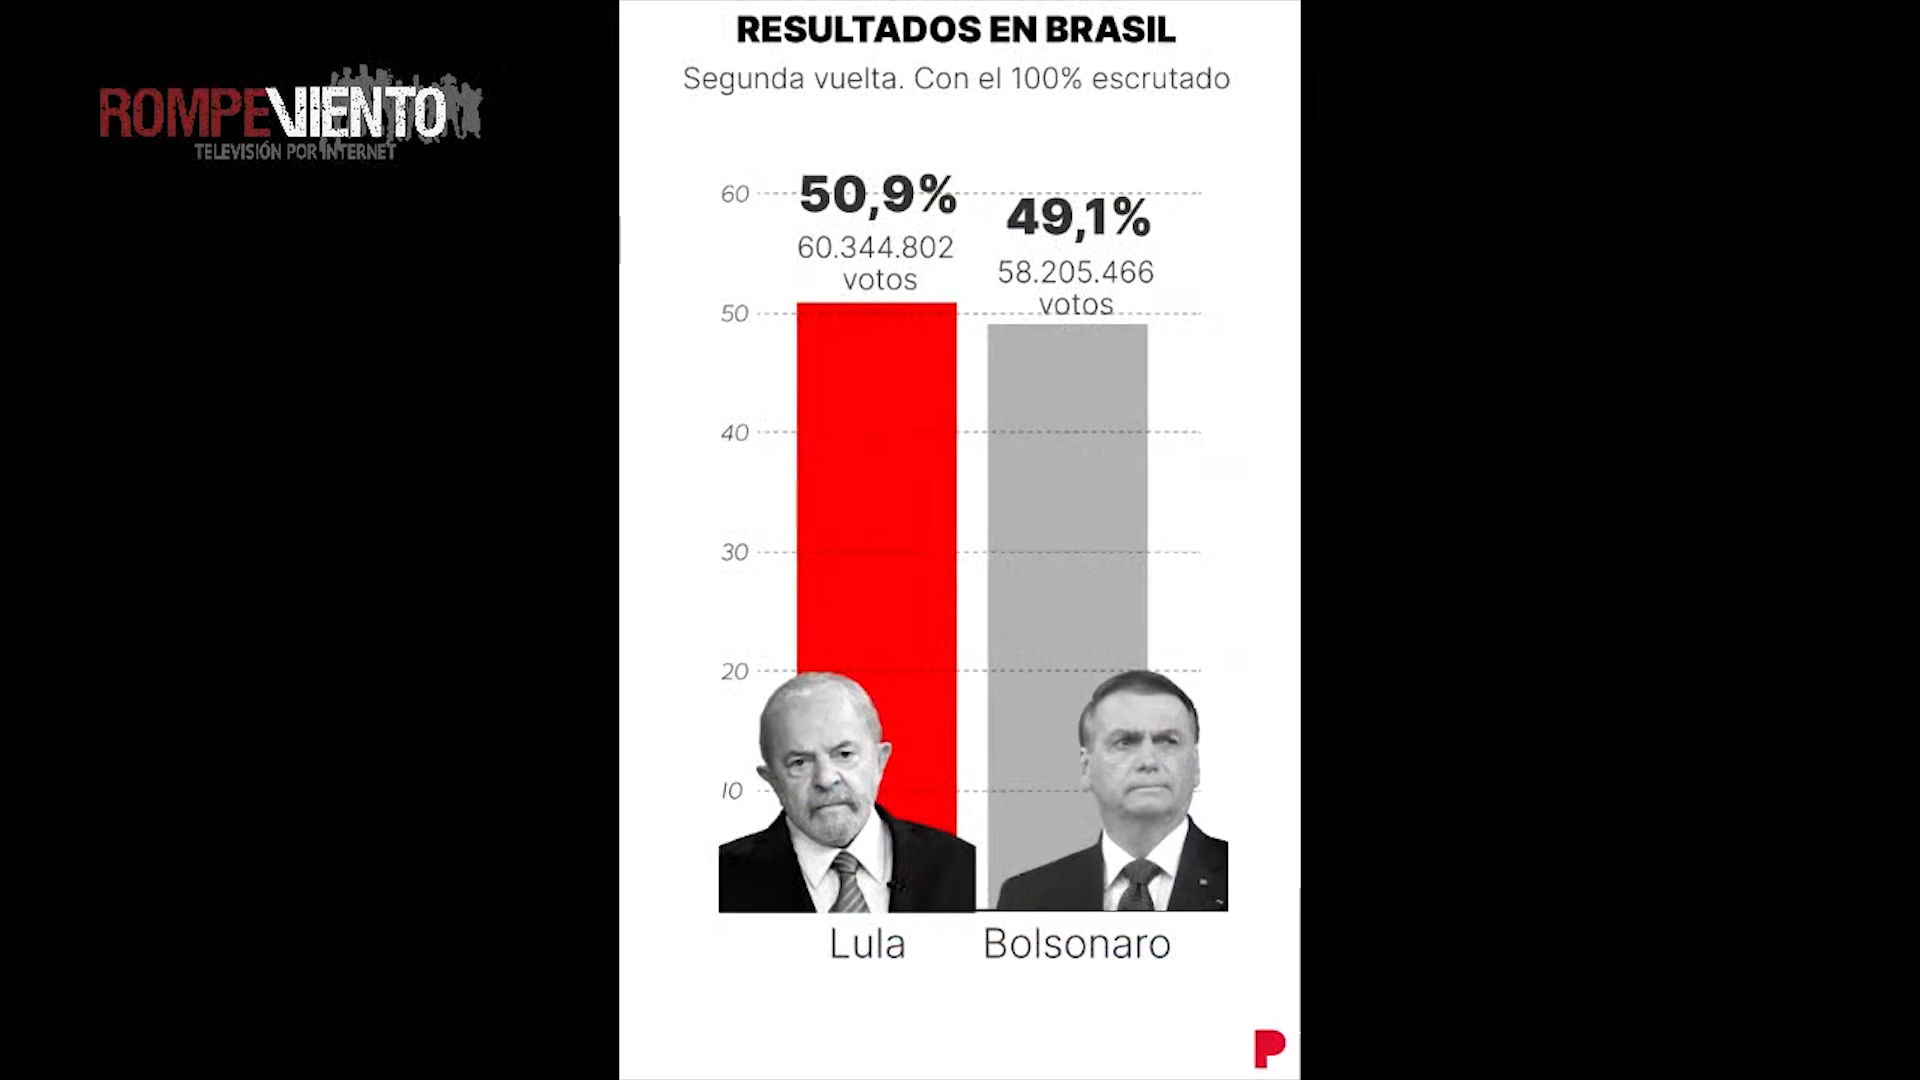 ROMPEVIENTO
TELEVISIÓN POR INTERNET
RESULTADOS EN BRASIL
Segunda vuelta. Con el 100% escrutado
60
50,9%
49,1%
60.344.802
votos
58.205.466
votos
50
40
30
20
10
Lula
Bolsonaro
P